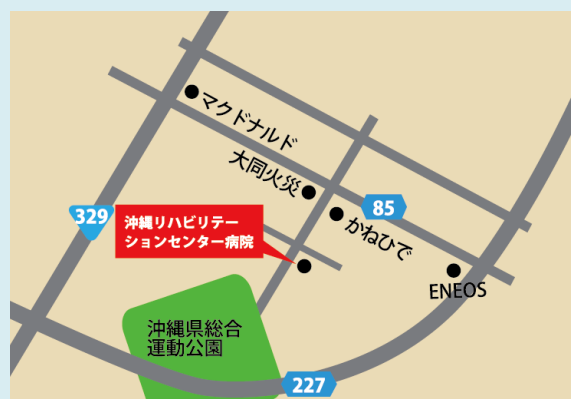 マクドナルド
大同火災
85
かねひで
329
沖縄リハビリテー
ションセンター病院
ENEOS
沖縄県総合
運動公園
227